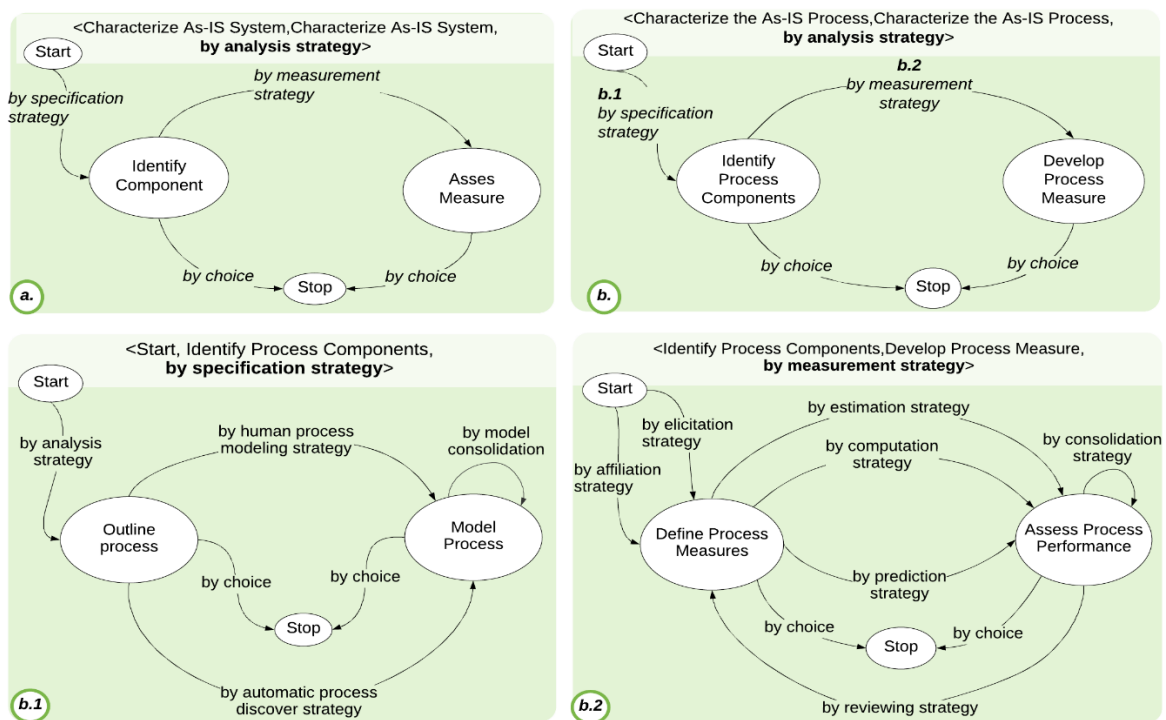 <Characterize As-IS System,Characterize As-IS System,
by analysis strategy>
Start
by specification
strategy
by measurement
strategy
Identify
Component
Asses
Measure
by choice
by choice
Stop
a.
<Characterize the As-IS Process,Characterize the As-IS Process,
by analysis strategy>
Start
b.1
by specification
strategy
b.2
by measurement
strategy
Identify
Process
Components
Develop
Process
Measure
by choice
by choice
Stop
b.
<Start, Identify Process Components,
by specification strategy>
Start
by analysis
strategy
by human process
modeling strategy
by model
consolidation
Outline
process
Model
Process
by choice
by choice
Stop
by automatic process
discover strategy
b.1
<Identify Process Components,Develop Process Measure,
by measurement strategy>
Start
by elicitation
strategy
by affiliation
strategy
by estimation strategy
by computation
strategy
by consolidation
strategy
Define Process
Measures
Assess Process
Performance
by prediction
strategy
by choice
by choice
Stop
by reviewing strategy
b.2